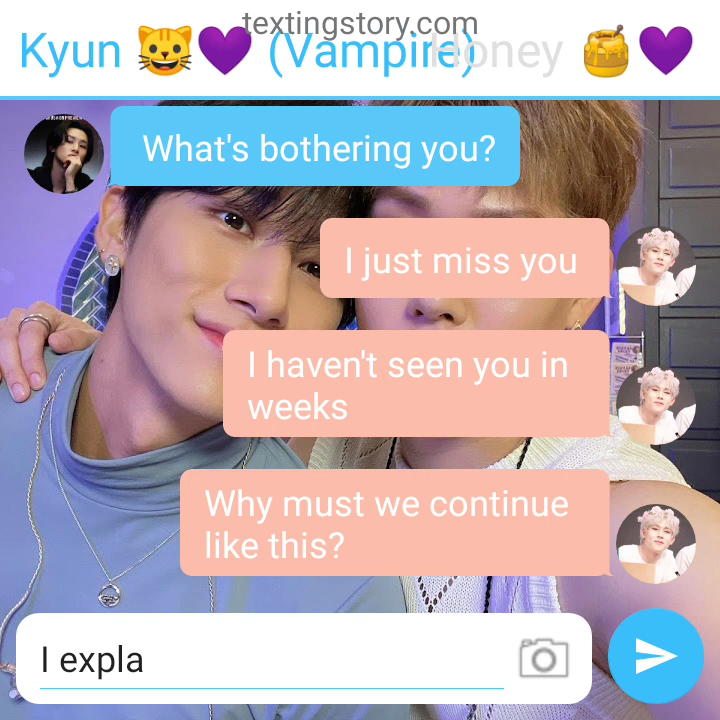 textingstory.com
Kyun 😺💜 (Vampire) Honey 🍯💜
What's bothering you?
I just miss you
I haven't seen you in
weeks
Why must we continue
like this?
I expla